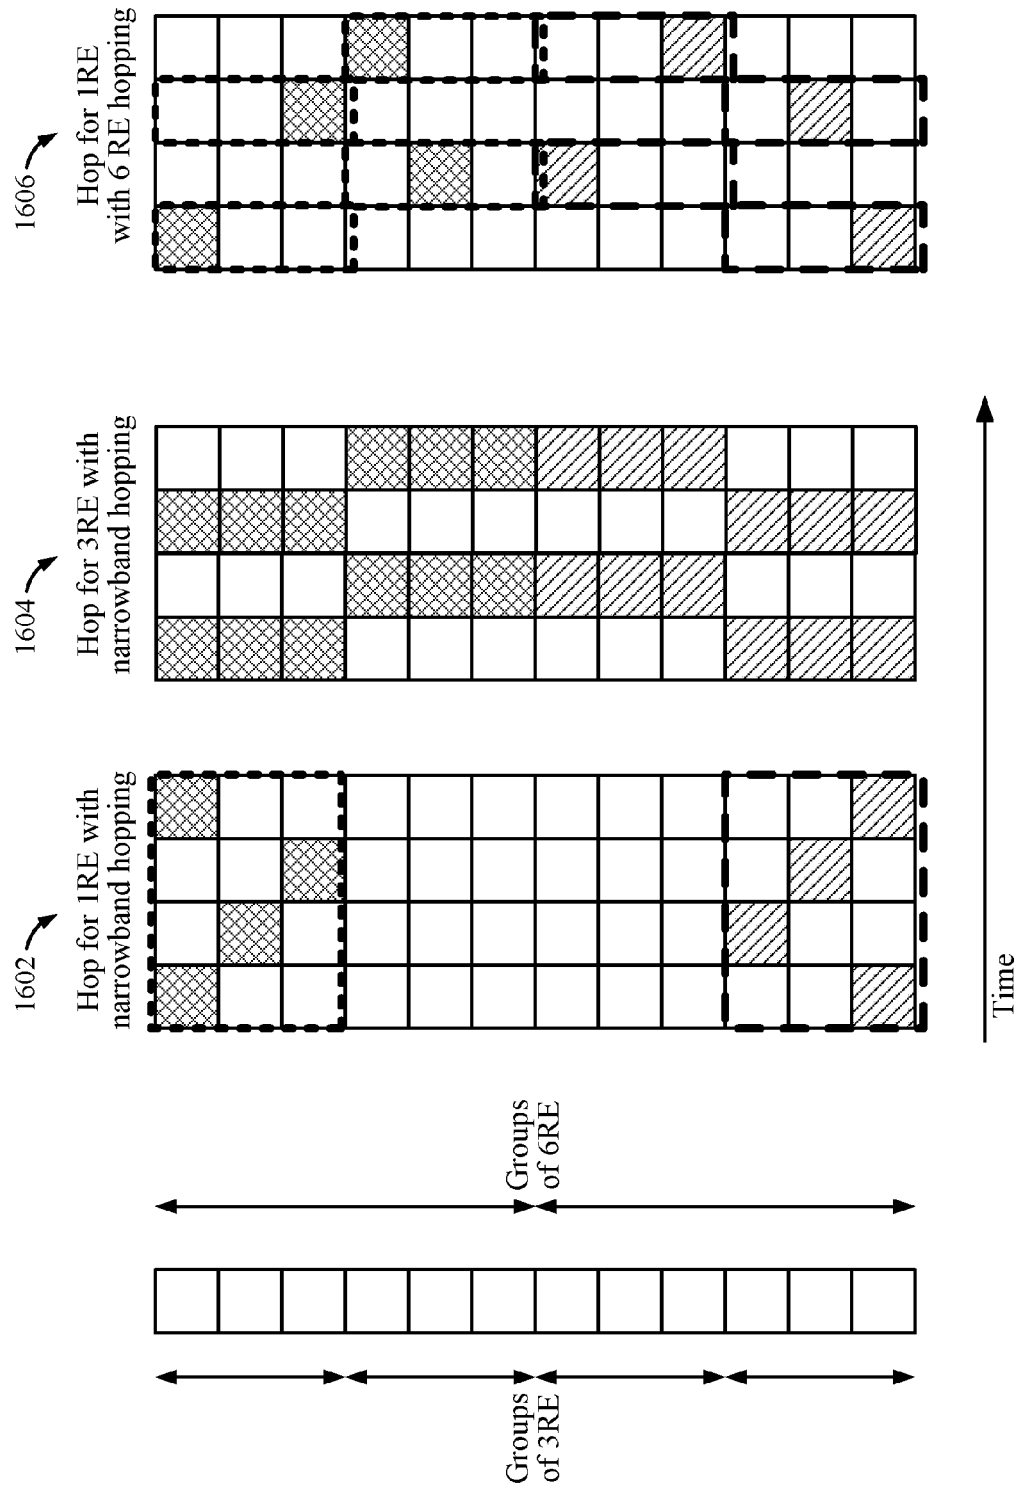 1602
Hop for 1RE with
narrowband hopping
1604
Hop for 3RE with
narrowband hopping
1606
Hop for 1RE
with 6 RE hopping
Groups
of 3RE
Groups
of 6RE
Time